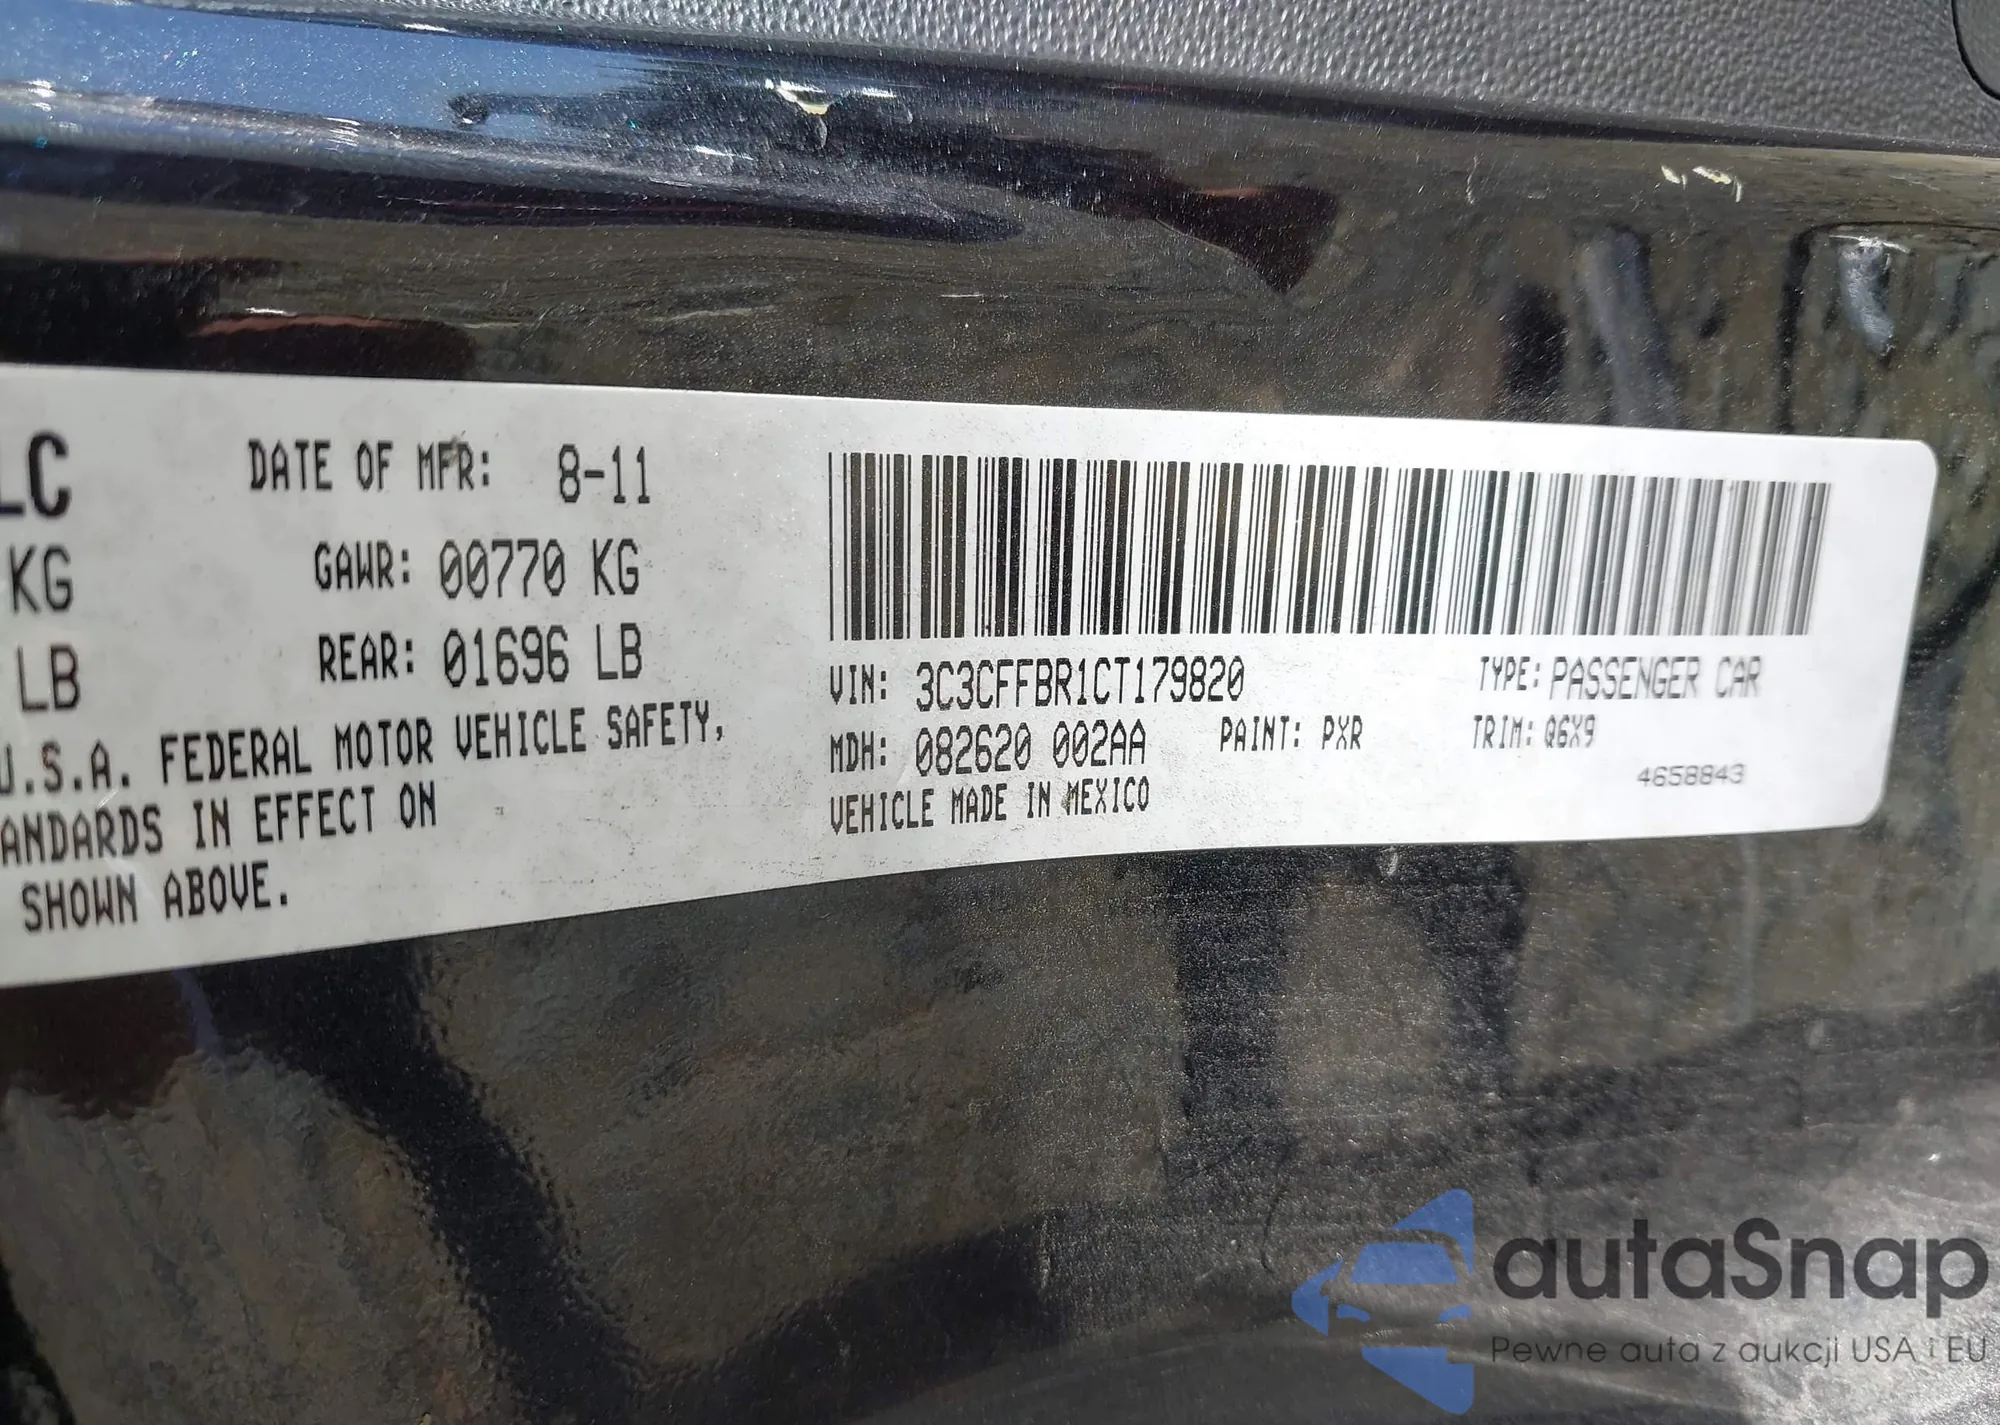 LC
DATE OF MFR: 8-11
KG GAWR: 00770 KG
LB REAR: 01696 LB
U.S.A. FEDERAL MOTOR VEHICLE SAFETY,
ANDARDS IN EFFECT ON
SHOWN ABOVE.
VIN: 3C3CFFBR1CT179820 TYPE: PASSENGER CAR
MDH: 082620 002AA PAINT: PXR TRIM: Q6X9
VEHICLE MADE IN MEXICO 4658843
autaSnap
Pewne auta z aukcji USA i EU